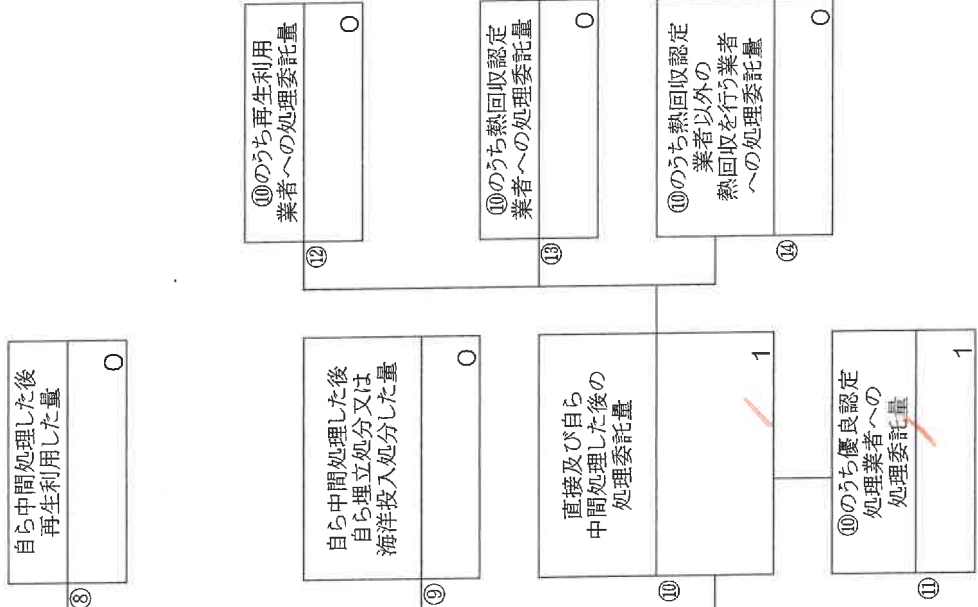 ⑧
自ら中間処理した後
再生利用した量
0
⑨
自ら中間処理した後
自ら埋立処分又は
海洋投入処分した量
0
⑩
直接及び自ら
中間処理した後の
処理委託量
1
⑪
⑩のうち優良認定
処理業者への
処理委託量
1
⑫
⑩のうち再生利用
業者への処理委託量
0
⑬
⑩のうち熱回収認定
業者への処理委託量
0
⑭
⑩のうち熱回収認定
業者以外の
熱回収を行う業者
への処理委託量
0